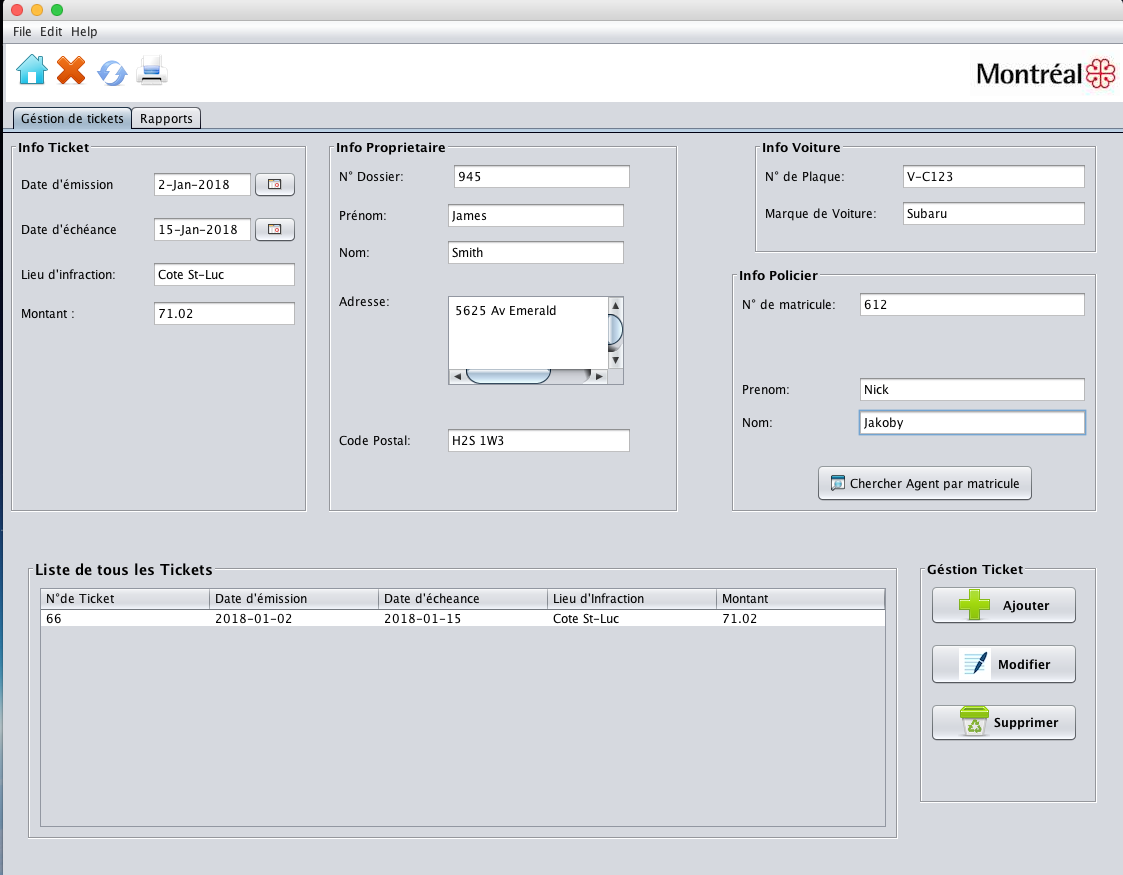 File Edit Help
Montréal
Géstion de tickets Rapports
Info Ticket
Date d'émission 2-Jan-2018
Date d'échéance 15-Jan-2018
Lieu d'infraction: Cote St-Luc
Montant : 71.02
Info Proprietaire
N° Dossier: 945
Prénom: James
Nom: Smith
Adresse: 5625 Av Emerald
Code Postal: H2S 1W3
Info Voiture
N° de Plaque: V-C123
Marque de Voiture: Subaru
Info Policier
N° de matricule: 612
Prenom: Nick
Nom: Jakoby
Chercher Agent par matricule
Liste de tous les Tickets
N°de Ticket Date d'émission Date d'écheance Lieu d'Infraction Montant
66 2018-01-02 2018-01-15 Cote St-Luc 71.02
Géstion Ticket
Ajouter
Modifier
Supprimer